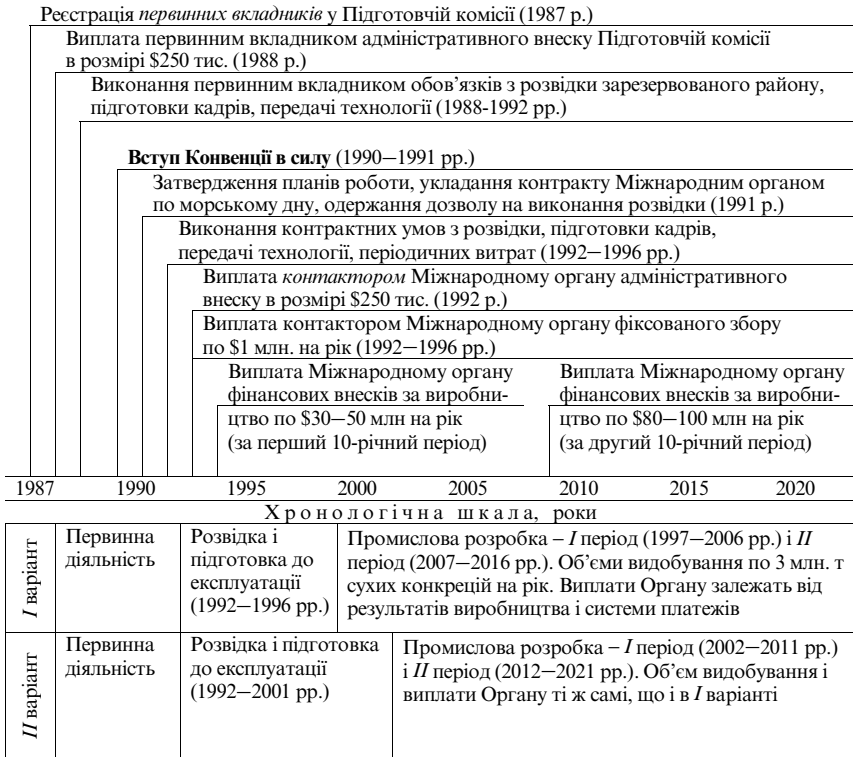 Реєстрація первинних вкладників у Підготовчій комісії (1987 р.)
Виплата первинним вкладником адміністративного внеску Підготовчій комісії
в розмірі $250 тис. (1988 р.)
Виконання первинним вкладником обов’язків з розвідки зарезервованого району,
підготовки кадрів, передачі технології (1988-1992 рр.)
Вступ Конвенції в силу (1990—1991 рр.)
Затвердження планів роботи, укладання контракту Міжнародним органом
по морському дну, одержання дозволу на виконання розвідки (1991 р.)
Виконання контрактних умов з розвідки, підготовки кадрів,
передачі технології, періодичних витрат (1992—1996 рр.)
Виплата контактором Міжнародному органу адміністративного
внеску в розмірі $250 тис. (1992 р.)
Виплата контактором Міжнародному органу фіксованого збору
по $1 млн. на рік (1992—1996 рр.)
Виплата Міжнародному органу
фінансових внесків за виробни-
цтво по $30—50 млн на рік
(за перший 10-річний період)
Виплата Міжнародному органу
фінансових внесків за виробни-
цтво по $80—100 млн на рік
(за другий 10-річний період)
1987 1990 1995 2000 2005 2010 2015 2020
Хронологічна шкала, роки
I варіант
Первинна
діяльність
Розвідка і
підготовка до
експлуатації
(1992—1996 рр.)
Промислова розробка – I період (1997—2006 рр.) і II
період (2007—2016 рр.). Об’єми видобування по 3 млн. т
сухих конкрецій на рік. Виплати Органу залежать від
результатів виробництва і системи платежів
II варіант
Первинна
діяльність
Розвідка і підготовка
до експлуатації
(1992—2001 рр.)
Промислова розробка – I період (2002—2011 рр.)
і II період (2012—2021 рр.). Об’єм видобування і
виплати Органу ті ж самі, що і в I варіанті